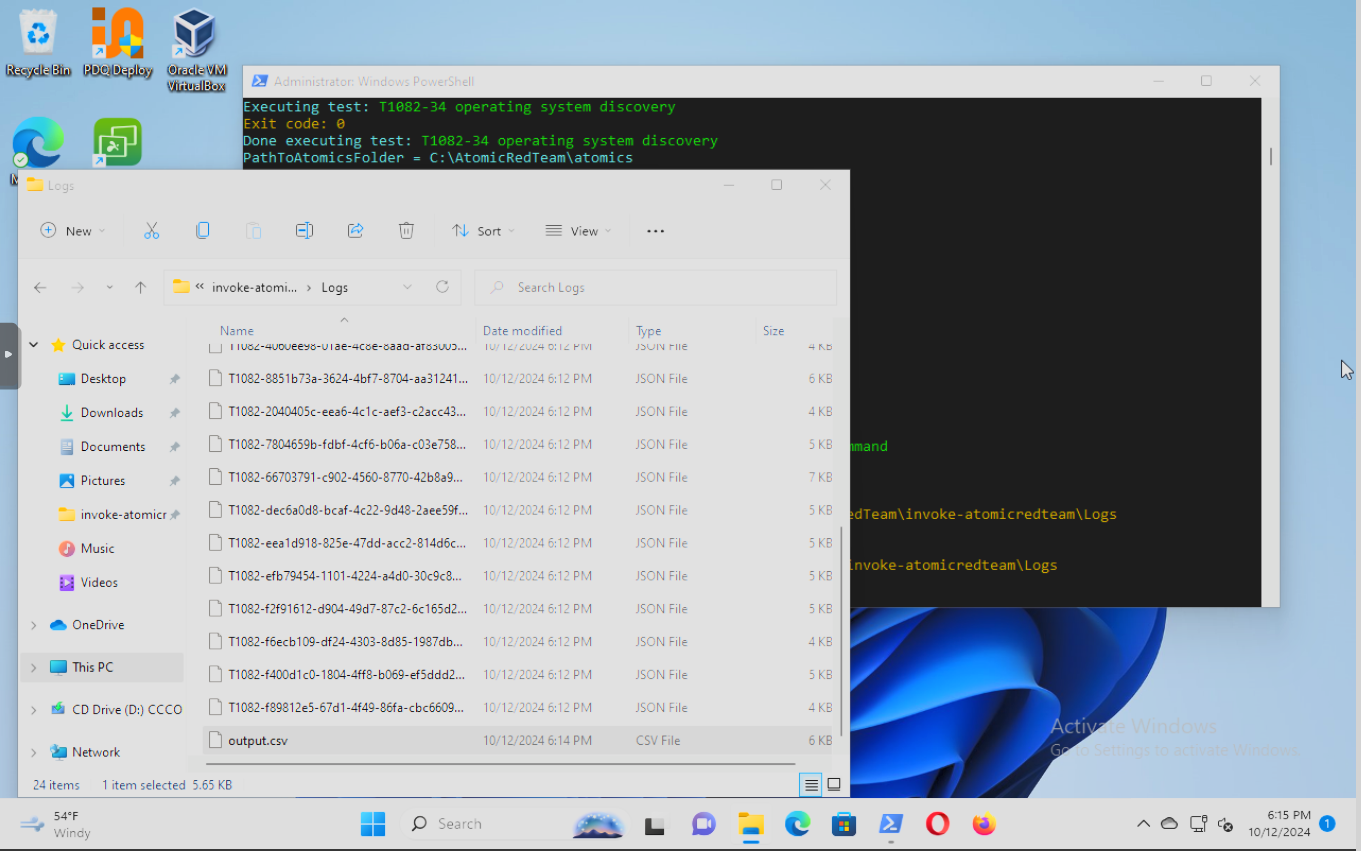 Recycle Bin
PDQ Deploy
Oracle VM
VirtualBox
Administrator: Windows PowerShell
Executing test: T1082-34 operating system discovery
Exit code: 0
Done executing test: T1082-34 operating system discovery
PathToAtomicsFolder = C:\AtomicRedTeam\atomics
Logs
New
Sort
View
« invoke-atomi... › Logs
Search Logs
Name Date modified Type Size
T1082-4060ee98-01ae-4c8e-8aad-af83005... 10/12/2024 6:12 PM JSON File 4 KB
T1082-8851b73a-3624-4bf7-8704-aa31241... 10/12/2024 6:12 PM JSON File 6 KB
T1082-2040405c-eea6-4c1c-aef3-c2acc43... 10/12/2024 6:12 PM JSON File 4 KB
T1082-7804659b-fdbf-4cf6-b06a-c03e758... 10/12/2024 6:12 PM JSON File 5 KB
T1082-66703791-c902-4560-8770-42b8a9... 10/12/2024 6:12 PM JSON File 7 KB
T1082-dec6a0d8-bcaf-4c22-9d48-2aee59f... 10/12/2024 6:12 PM JSON File 5 KB
T1082-eea1d918-825e-47dd-acc2-814d6c... 10/12/2024 6:12 PM JSON File 5 KB
T1082-efb79454-1101-4224-a4d0-30c9c8... 10/12/2024 6:12 PM JSON File 5 KB
T1082-f2f91612-d904-49d7-87c2-6c165d2... 10/12/2024 6:12 PM JSON File 5 KB
T1082-f6ecb109-df24-4303-8d85-1987db... 10/12/2024 6:12 PM JSON File 4 KB
T1082-f400d1c0-1804-4ff8-b069-ef5ddd2... 10/12/2024 6:12 PM JSON File 5 KB
T1082-f89812e5-67d1-4f49-86fa-cbc6609... 10/12/2024 6:12 PM JSON File 4 KB
output.csv 10/12/2024 6:14 PM CSV File 6 KB
Quick access
Desktop
Downloads
Documents
Pictures
invoke-atomicr
Music
Videos
OneDrive
This PC
CD Drive (D:) CCCO
Network
24 items 1 item selected 5.65 KB
mmand
edTeam\invoke-atomicredteam\Logs
invoke-atomicredteam\Logs
Activate Windows
Go to Settings to activate Windows.
54°F
Windy
Search
6:15 PM
10/12/2024
1